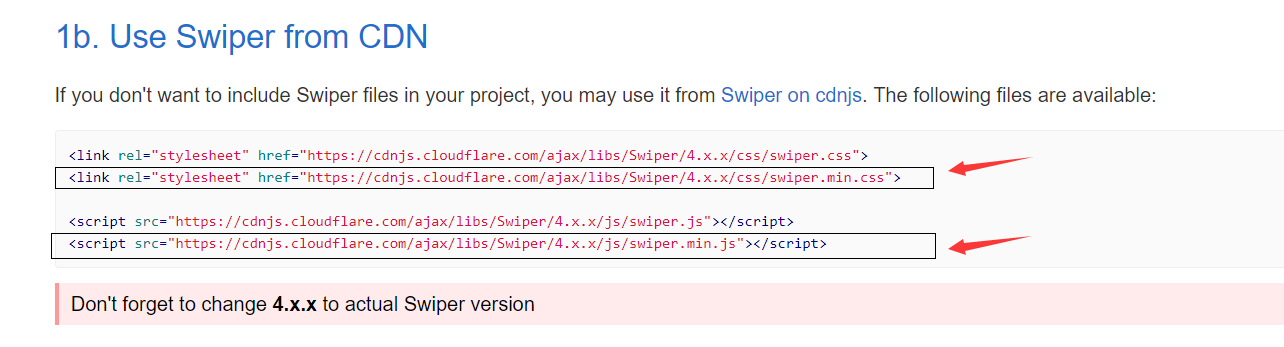 1b. Use Swiper from CDN
If you don't want to include Swiper files in your project, you may use it from Swiper on cdnjs. The following files are available:
<link rel="stylesheet" href="https://cdnjs.cloudflare.com/ajax/libs/Swiper/4.x.x/css/swiper.css">
<link rel="stylesheet" href="https://cdnjs.cloudflare.com/ajax/libs/Swiper/4.x.x/css/swiper.min.css">
<script src="https://cdnjs.cloudflare.com/ajax/libs/Swiper/4.x.x/js/swiper.js"></script>
<script src="https://cdnjs.cloudflare.com/ajax/libs/Swiper/4.x.x/js/swiper.min.js"></script>
Don't forget to change 4.x.x to actual Swiper version